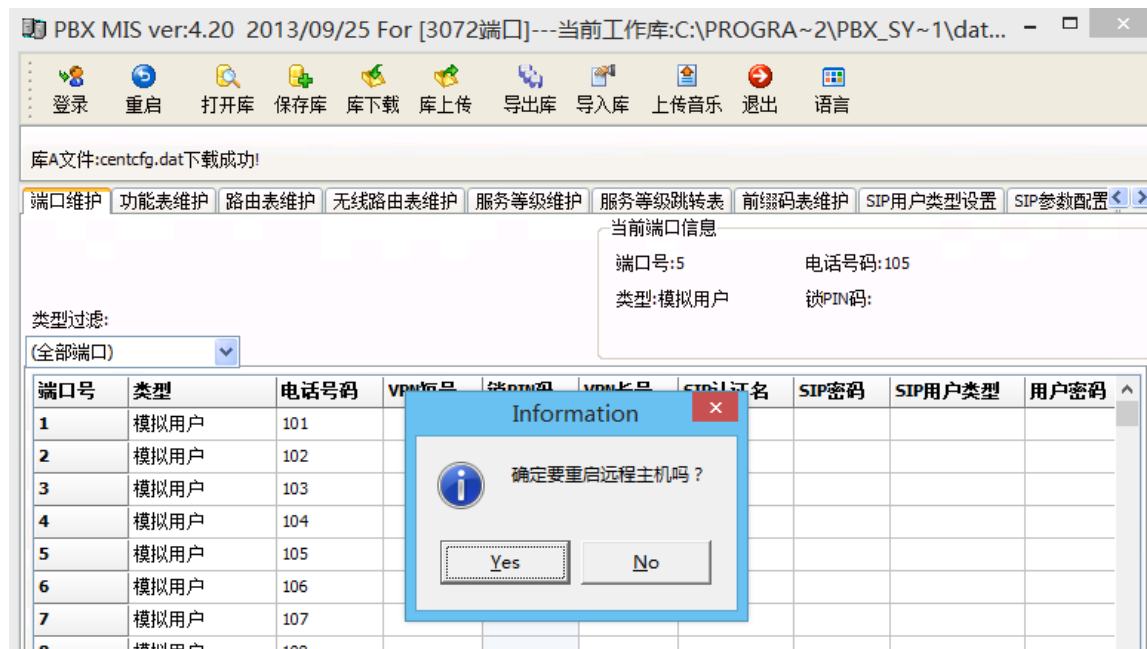 PBX MIS ver:4.20 2013/09/25 For [3072端口]---当前工作库:C:\PROGRA~2\PBX_SY~1\dat...
登录 重启 打开库 保存库 库下载 库上传 导出库 导入库 上传音乐 退出 语言
库A文件:centcfg.dat下载成功!
端口维护 功能表维护 路由表维护 无线路由表维护 服务等级维护 服务等级跳转表 前缀码表维护 SIP用户类型设置 SIP参数配置
当前端口信息
端口号:5 电话号码:105
类型:模拟用户 锁PIN码:
类型过滤:
(全部端口)
端口号 类型 电话号码 VPN短号 锁PIN码 VPN长号 SIP认证名 SIP密码 SIP用户类型 用户密码
1 模拟用户 101
2 模拟用户 102
3 模拟用户 103
4 模拟用户 104
5 模拟用户 105
6 模拟用户 106
7 模拟用户 107
Information
确定要重启远程主机吗？
Yes No